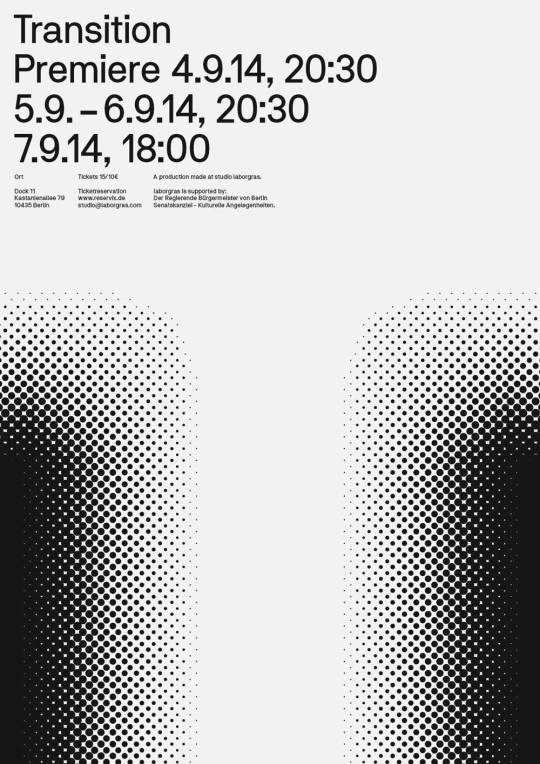 Transition
Premiere 4.9.14, 20:30
5.9. – 6.9.14, 20:30
7.9.14, 18:00
Ort
Dock 11
Kastanienallee 79
10435 Berlin
Tickets 15/10€
Ticketreservation
www.reservix.de
studio@laborgras.com
A production made at studio laborgras.
laborgras is supported by:
Der Regierende Bürgermeister von Berlin
Senatskanzlei – Kulturelle Angelegenheiten.